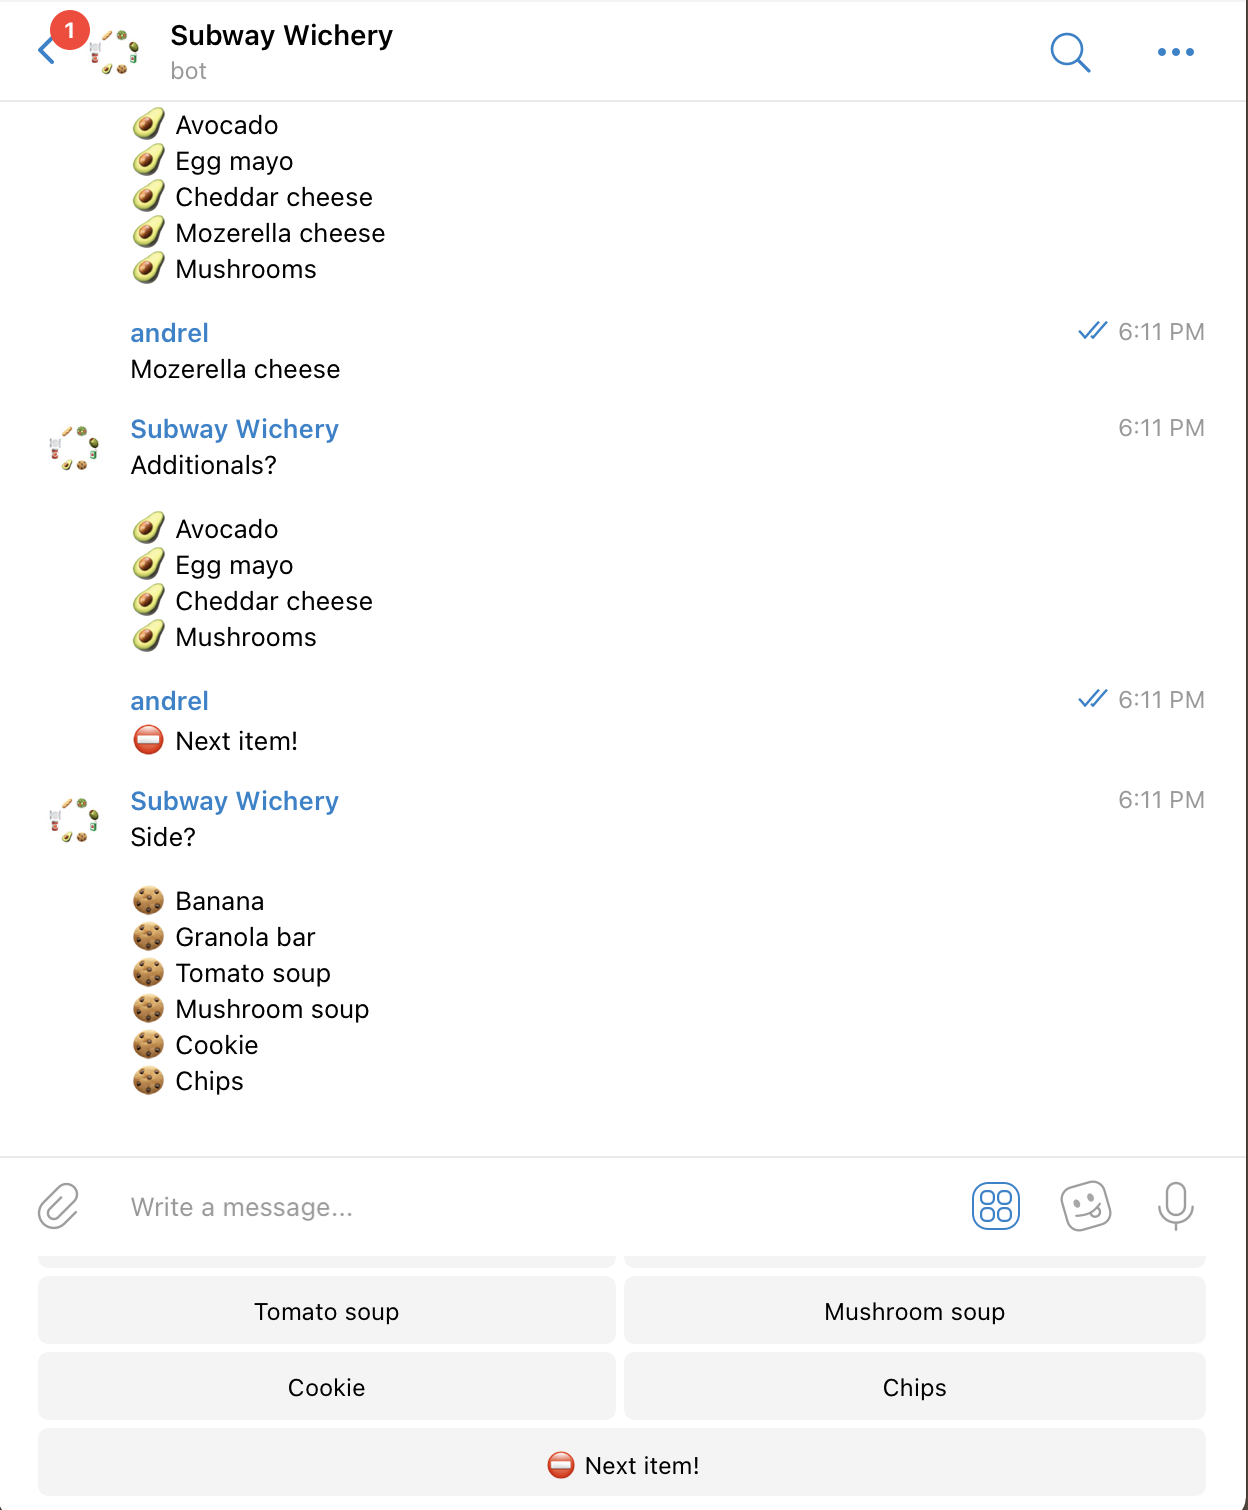 1
Subway Wichery
bot
🥑 Avocado
🥑 Egg mayo
🥑 Cheddar cheese
🥑 Mozerella cheese
🥑 Mushrooms
andrel 6:11 PM
Mozerella cheese
Subway Wichery 6:11 PM
Additionals?
🥑 Avocado
🥑 Egg mayo
🥑 Cheddar cheese
🥑 Mushrooms
andrel 6:11 PM
⛔ Next item!
Subway Wichery 6:11 PM
Side?
🍪 Banana
🍪 Granola bar
🍪 Tomato soup
🍪 Mushroom soup
🍪 Cookie
🍪 Chips
Write a message...
Tomato soup Mushroom soup
Cookie Chips
⛔ Next item!